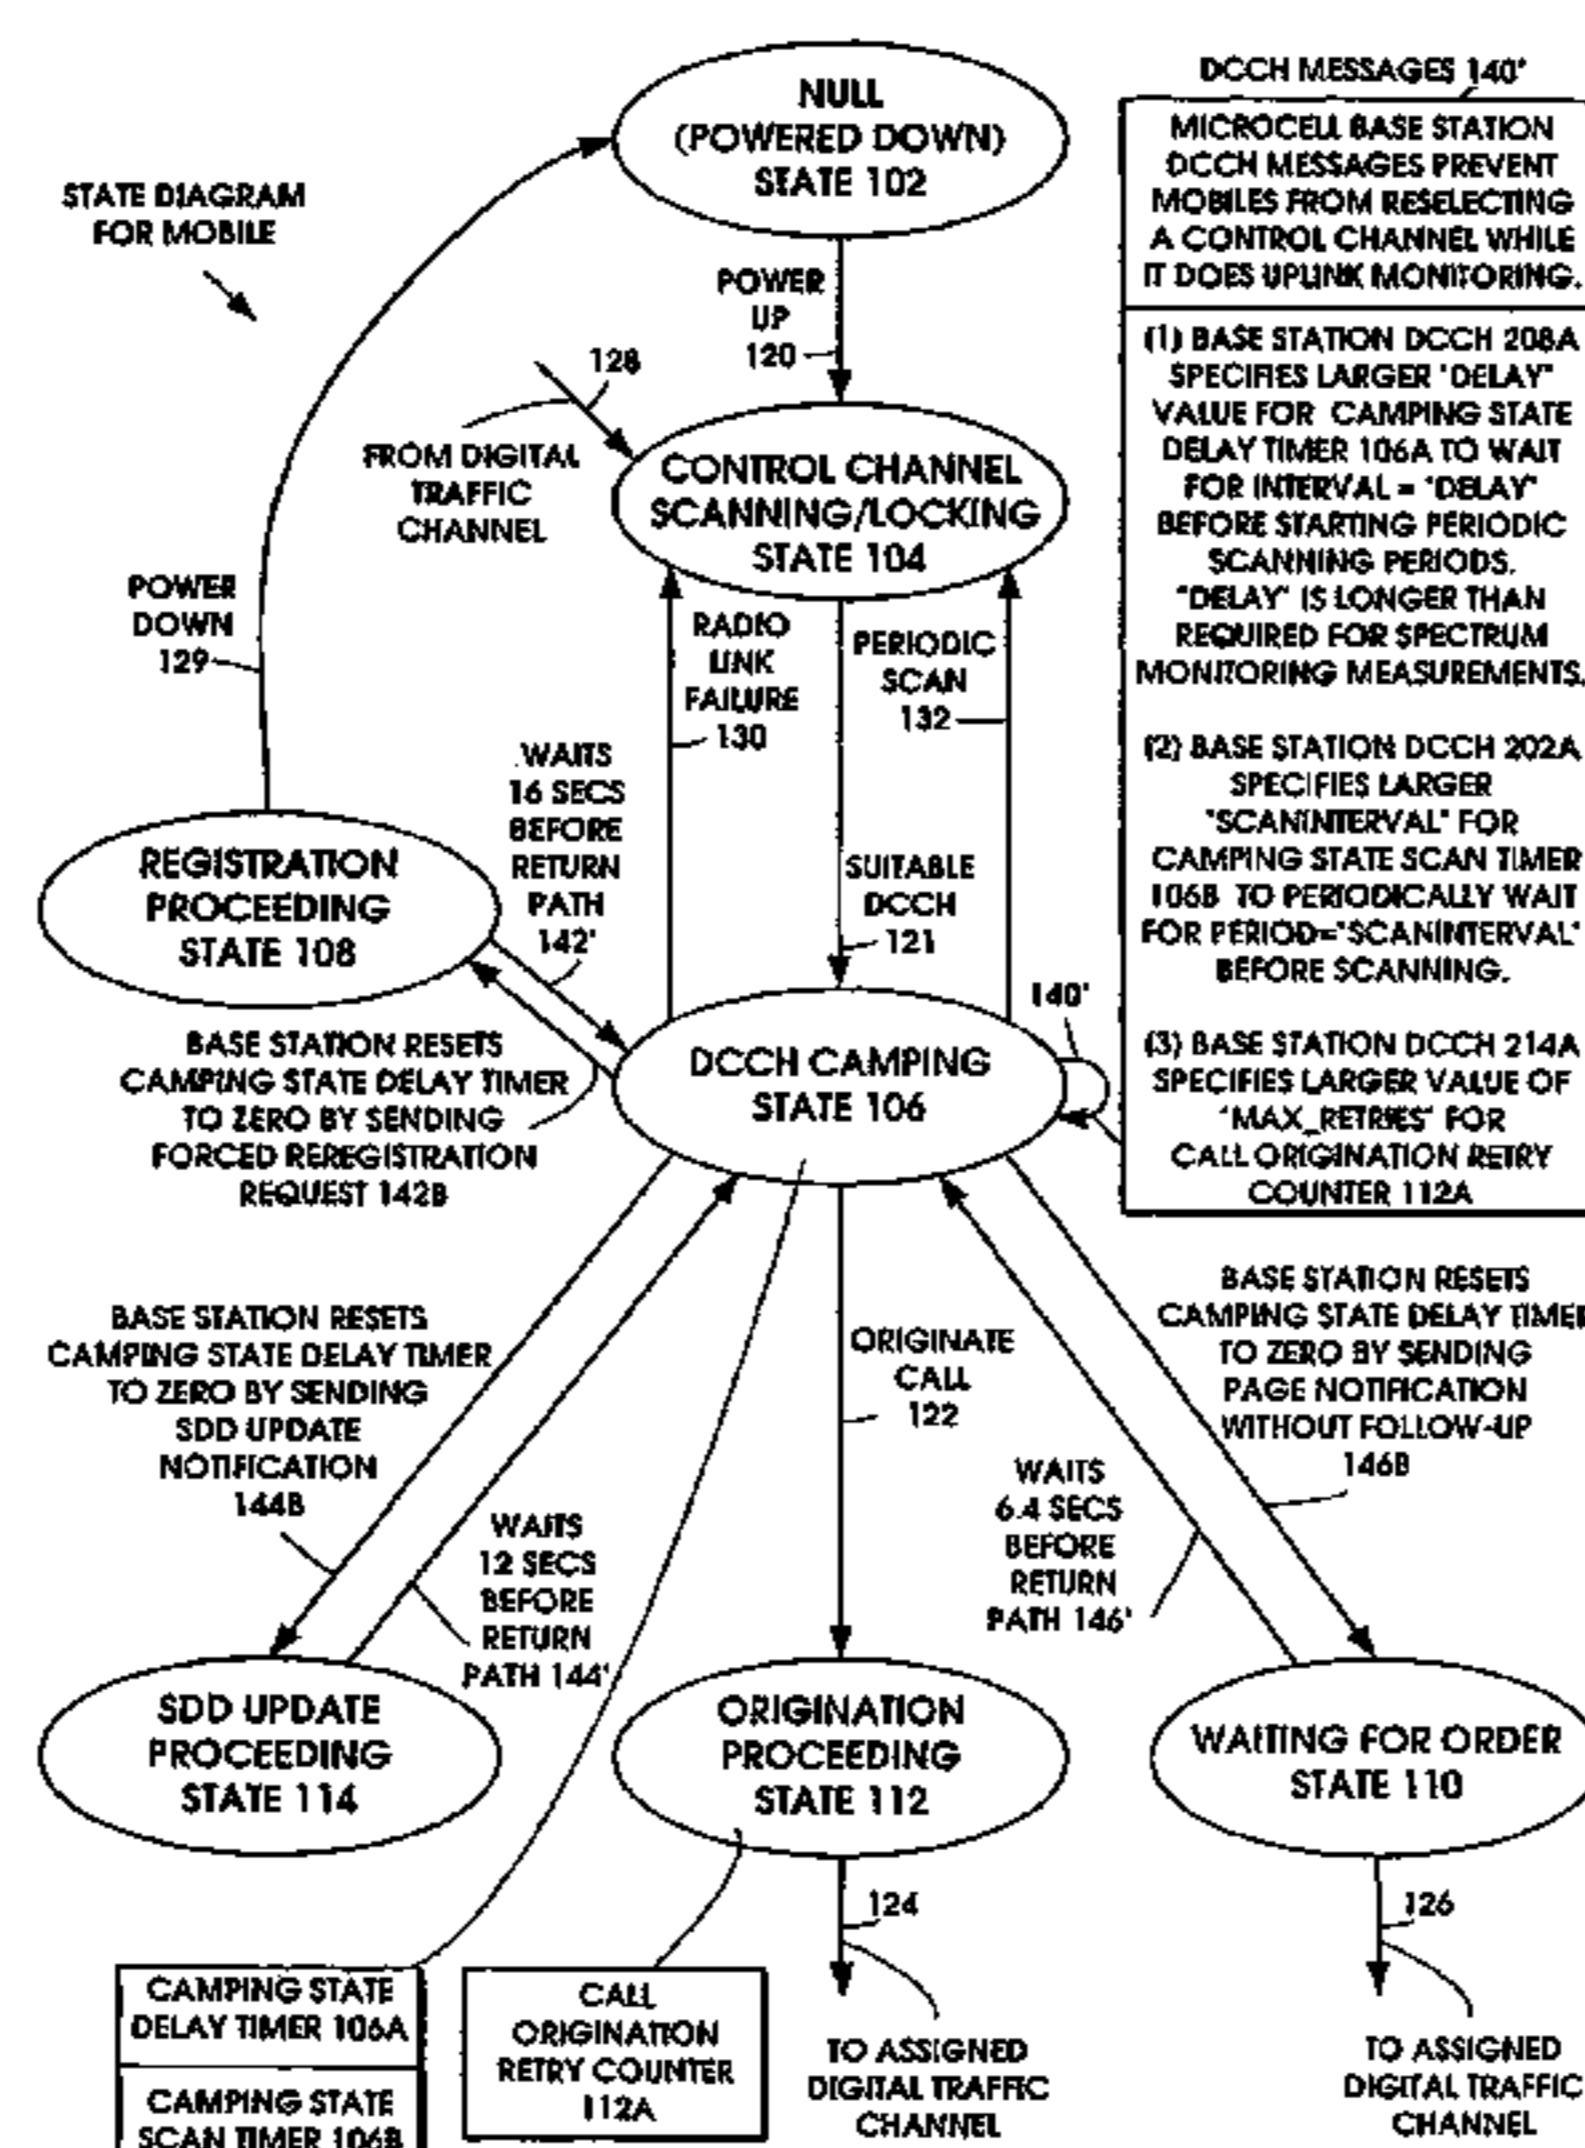 DCCH MESSAGES 140'
MICROCELL BASE STATION
DCCH MESSAGES PREVENT
MOBILES FROM RESELECTING
A CONTROL CHANNEL WHILE
IT DOES UPLINK MONITORING.
(1) BASE STATION DCCH 208A
SPECIFIES LARGER "DELAY"
VALUE FOR CAMPING STATE
DELAY TIMER 106A TO WAIT
FOR INTERVAL = "DELAY"
BEFORE STARTING PERIODIC
SCANNING PERIODS.
"DELAY" IS LONGER THAN
REQUIRED FOR SPECTRUM
MONITORING MEASUREMENTS.
(2) BASE STATION DCCH 202A
SPECIFIES LARGER
"SCANINTERVAL" FOR
CAMPING STATE SCAN TIMER
106B TO PERIODICALLY WAIT
FOR PERIOD="SCANINTERVAL"
BEFORE SCANNING.
(3) BASE STATION DCCH 214A
SPECIFIES LARGER VALUE OF
"MAX_RETRIES" FOR
CALL ORIGINATION RETRY
COUNTER 112A
NULL
(POWERED DOWN)
STATE 102
STATE DIAGRAM
FOR MOBILE
POWER
UP
120
128
FROM DIGITAL
TRAFFIC
CHANNEL
CONTROL CHANNEL
SCANNING/LOCKING
STATE 104
POWER
DOWN
129
RADIO
LINK
FAILURE
130
PERIODIC
SCAN
132
WAITS
16 SECS
BEFORE
RETURN
PATH
142'
SUITABLE
DCCH
121
REGISTRATION
PROCEEDING
STATE 108
140'
BASE STATION RESETS
CAMPING STATE DELAY TIMER
TO ZERO BY SENDING
FORCED REREGISTRATION
REQUEST 142B
DCCH CAMPING
STATE 106
BASE STATION RESETS
CAMPING STATE DELAY TIMER
TO ZERO BY SENDING
SDD UPDATE
NOTIFICATION
144B
WAITS
12 SECS
BEFORE
RETURN
PATH 144'
ORIGINATE
CALL
122
WAITS
6.4 SECS
BEFORE
RETURN
PATH 146'
BASE STATION RESETS
CAMPING STATE DELAY TIMER
TO ZERO BY SENDING
PAGE NOTIFICATION
WITHOUT FOLLOW-UP
146B
SDD UPDATE
PROCEEDING
STATE 114
ORIGINATION
PROCEEDING
STATE 112
WAITING FOR ORDER
STATE 110
124
126
CAMPING STATE
DELAY TIMER 106A
CAMPING STATE
SCAN TIMER 106B
CALL
ORIGINATION
RETRY COUNTER
112A
TO ASSIGNED
DIGITAL TRAFFIC
CHANNEL
TO ASSIGNED
DIGITAL TRAFFIC
CHANNEL